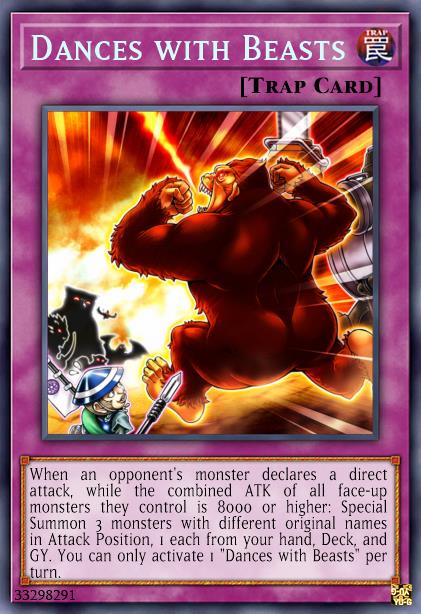 DANCES WITH BEASTS
TRAP
罠
[TRAP CARD]
When an opponent's monster declares a direct
attack, while the combined ATK of all face-up
monsters they control is 8000 or higher: Special
Summon 3 monsters with different original names
in Attack Position, 1 each from your hand, Deck, and
GY. You can only activate 1 "Dances with Beasts" per
turn.
33298291